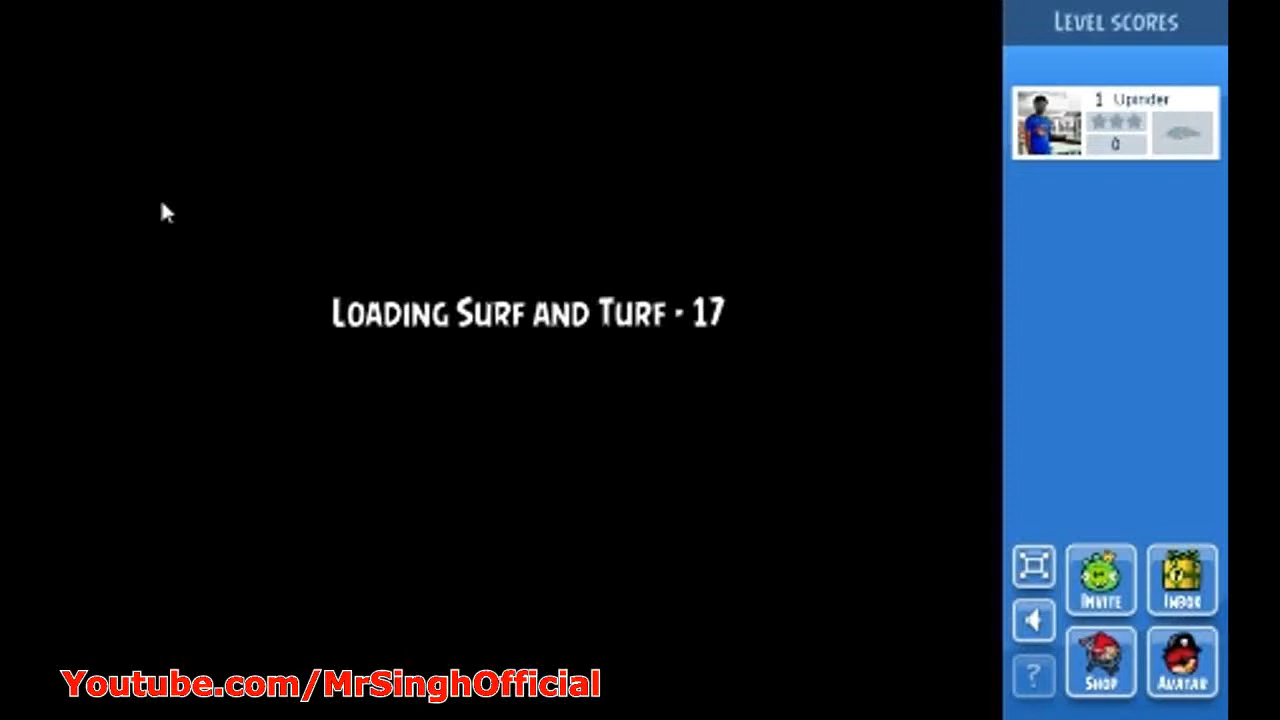 LEVEL SCORES
1 Upinder
0
LOADING SURF AND TURF - 17
INVITE
INBOX
?
SHOP
AVATAR
Youtube.com/MrSinghOfficial